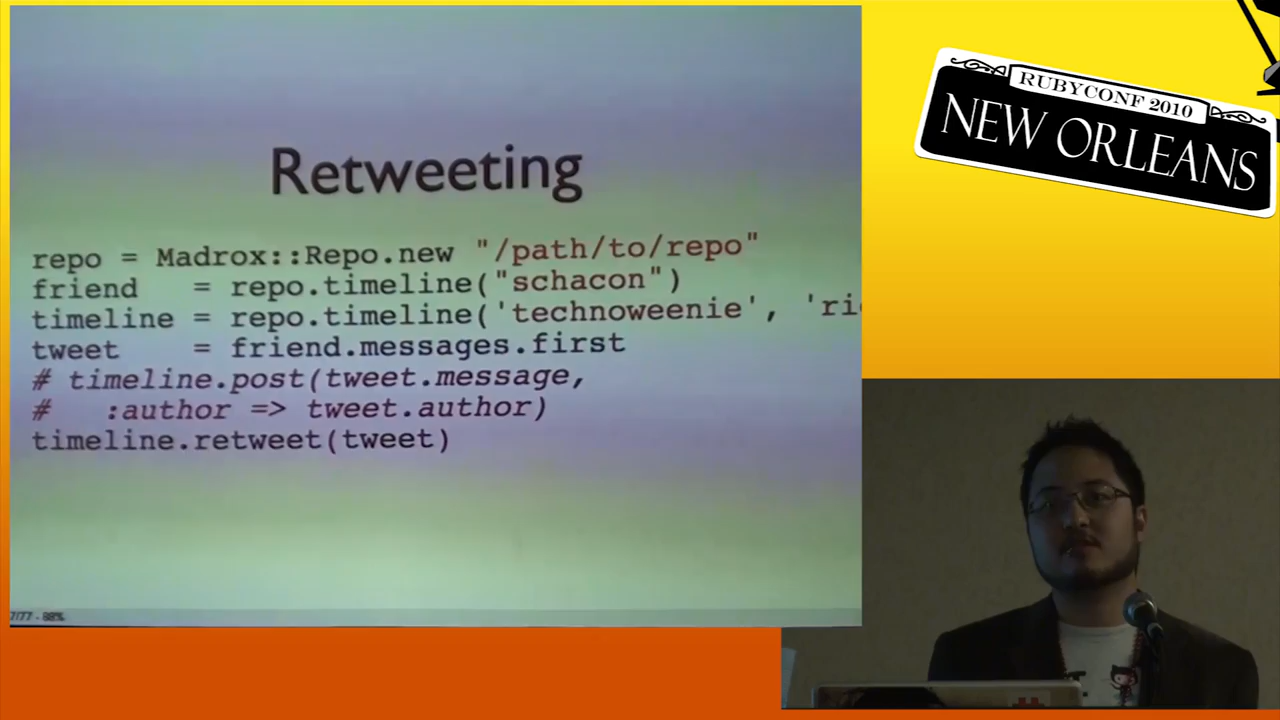 Retweeting
repo = Madrox::Repo.new "/path/to/repo"
friend   = repo.timeline("schacon")
timeline = repo.timeline('technoweenie', 'ri
tweet    = friend.messages.first
# timeline.post(tweet.message,
#   :author => tweet.author)
timeline.retweet(tweet)
RUBYCONF 2010
NEW ORLEANS